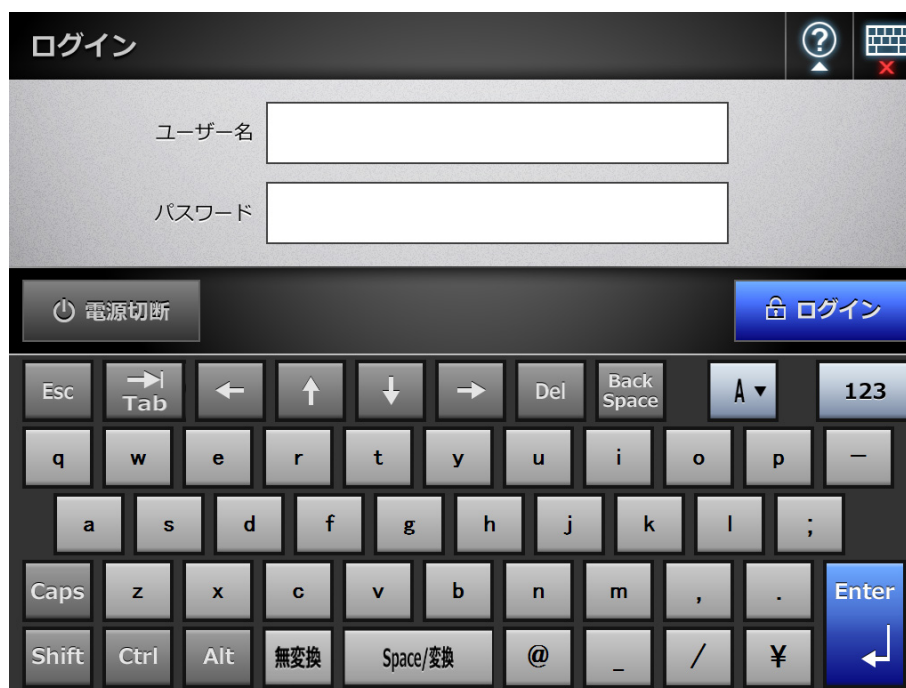 ログイン
?
ユーザー名
パスワード
電源切断
ログイン
Esc Tab ← ↑ ↓ → Del Back Space A ▼ 123
q w e r t y u i o p —
a s d f g h j k l ;
Caps z x c v b n m , . Enter
Shift Ctrl Alt 無変換 Space/変換 @ _ / ¥